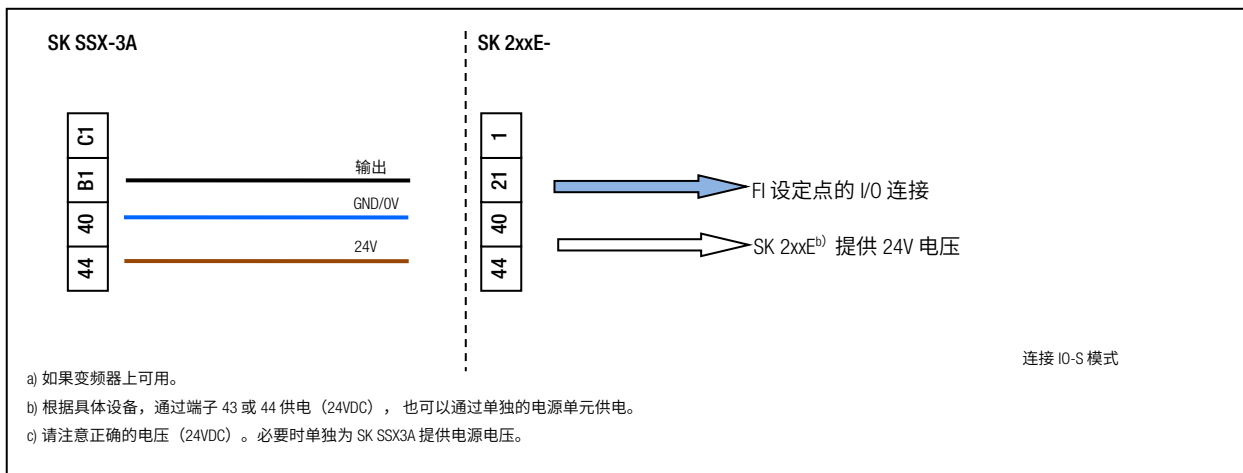 SK SSX-3A
SK 2xxE-
C1
B1
40
44
输出
GND/0V
24V
1
21
40
44
FI 设定点的 I/O 连接
SK 2xxE b) 提供 24V 电压
连接 IO-S 模式
a) 如果变频器上可用。
b) 根据具体设备，通过端子 43 或 44 供电（24VDC），也可以通过单独的电源单元供电。
c) 请注意正确的电压（24VDC）。必要时单独为 SK SSX3A 提供电源电压。